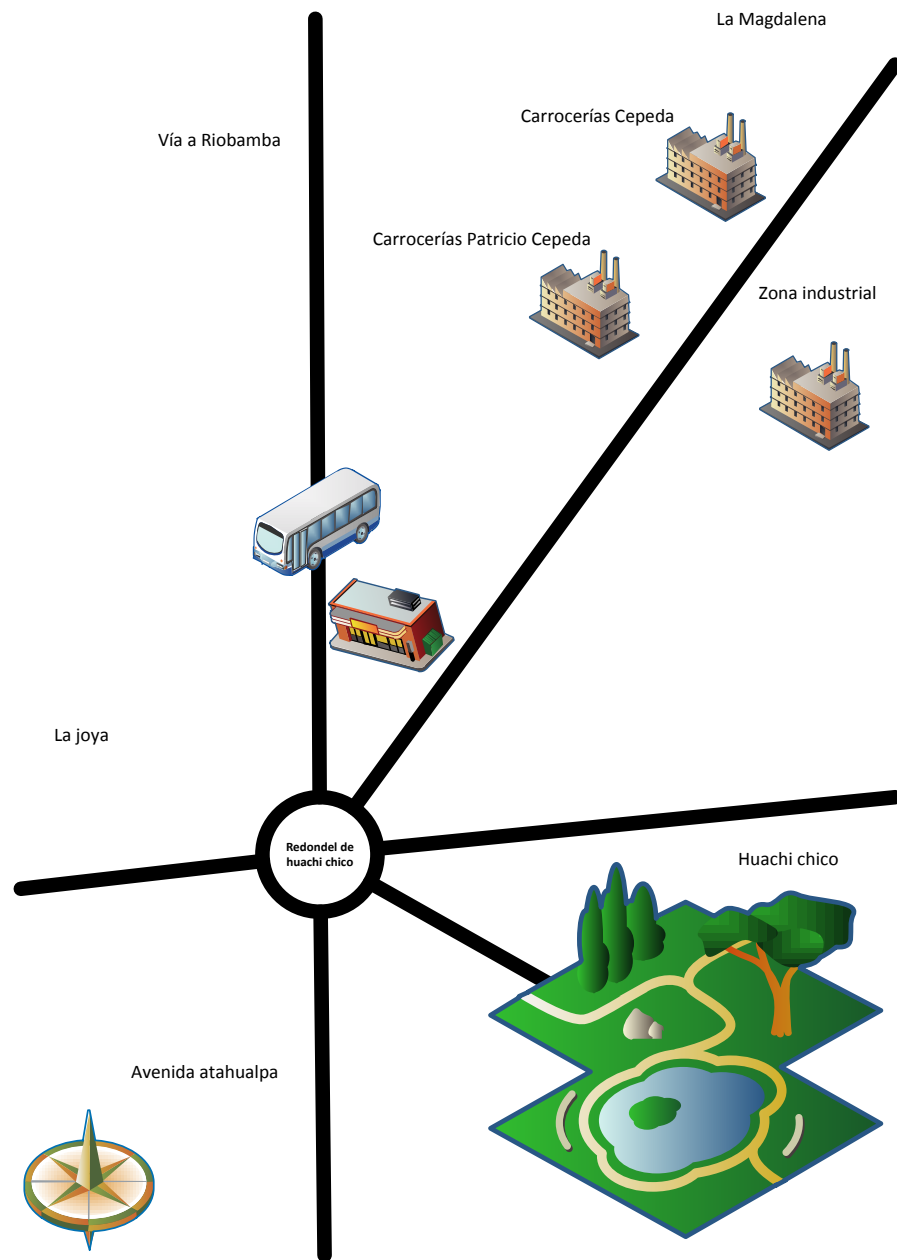 La Magdalena
Carrocerías Cepeda
Vía a Riobamba
Carrocerías Patricio Cepeda
Zona industrial
La joya
Redondel de
huachi chico
Huachi chico
Avenida atahualpa